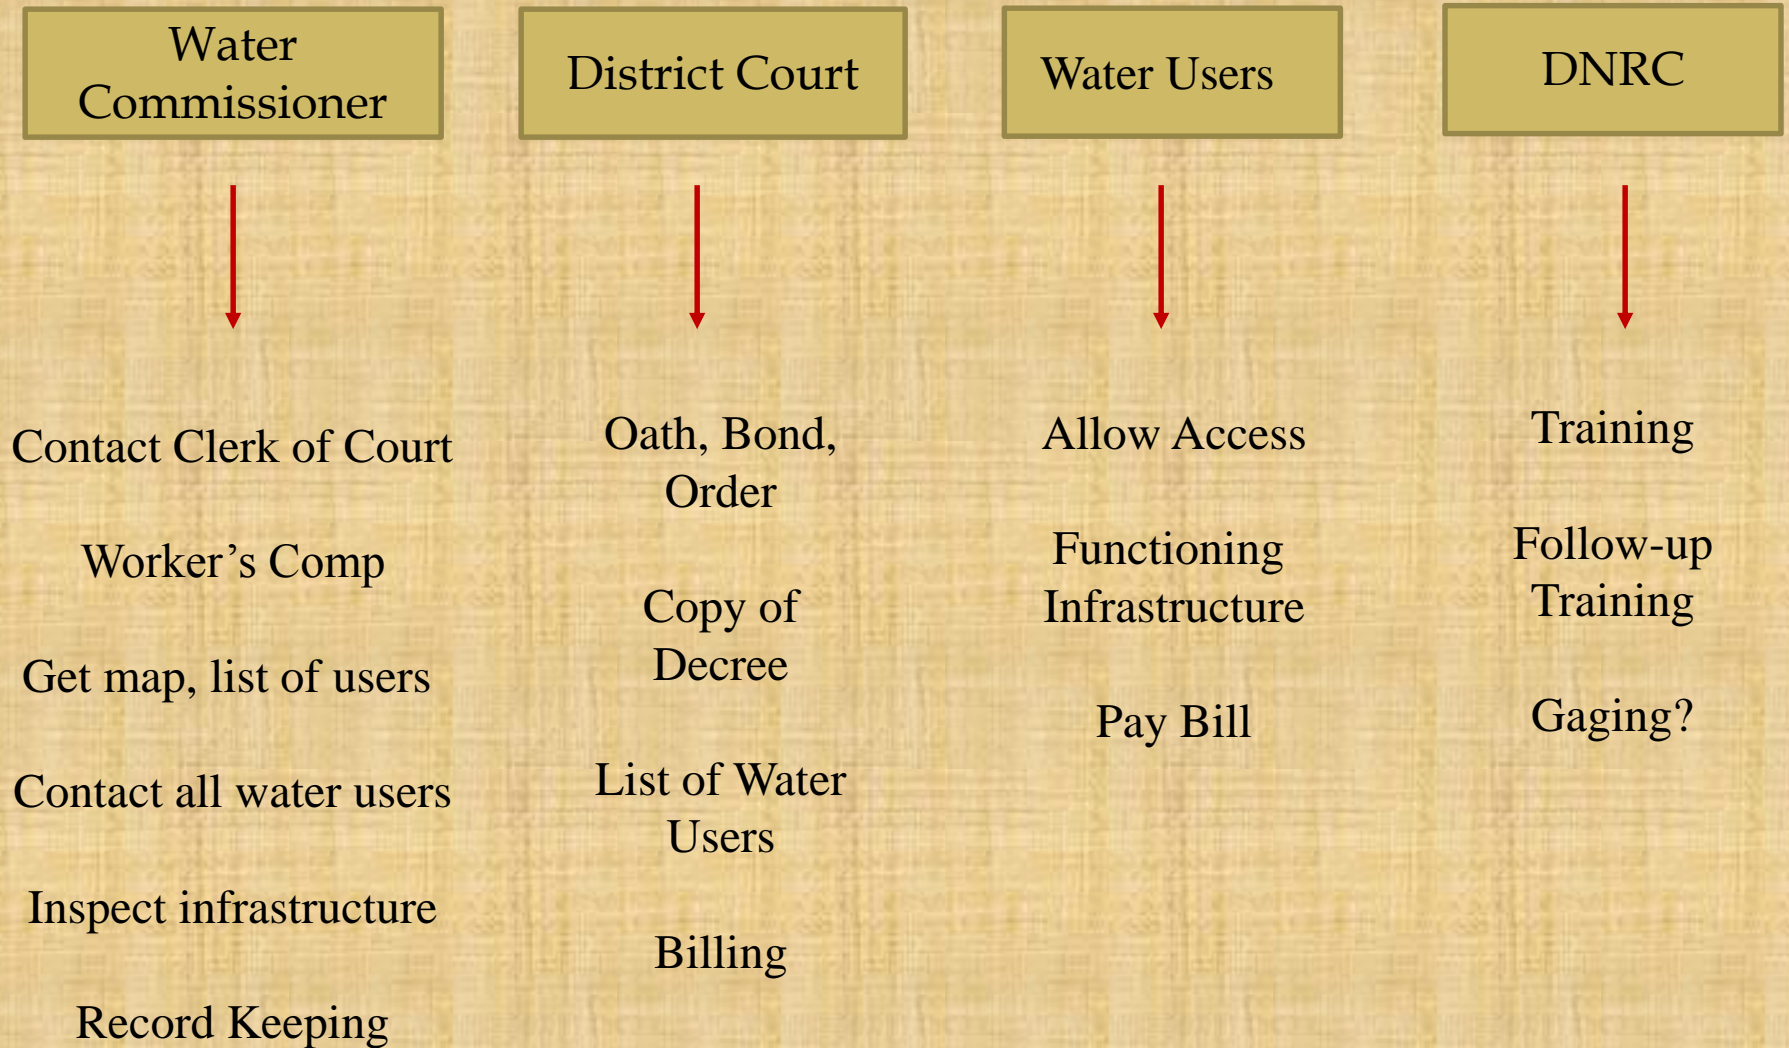 Water
Commissioner
Contact Clerk of Court
Worker’s Comp
Get map, list of users
Contact all water users
Inspect infrastructure
Record Keeping
District Court
Oath, Bond,
Order
Copy of
Decree
List of Water
Users
Billing
Water Users
Allow Access
Functioning
Infrastructure
Pay Bill
DNRC
Training
Follow-up
Training
Gaging?